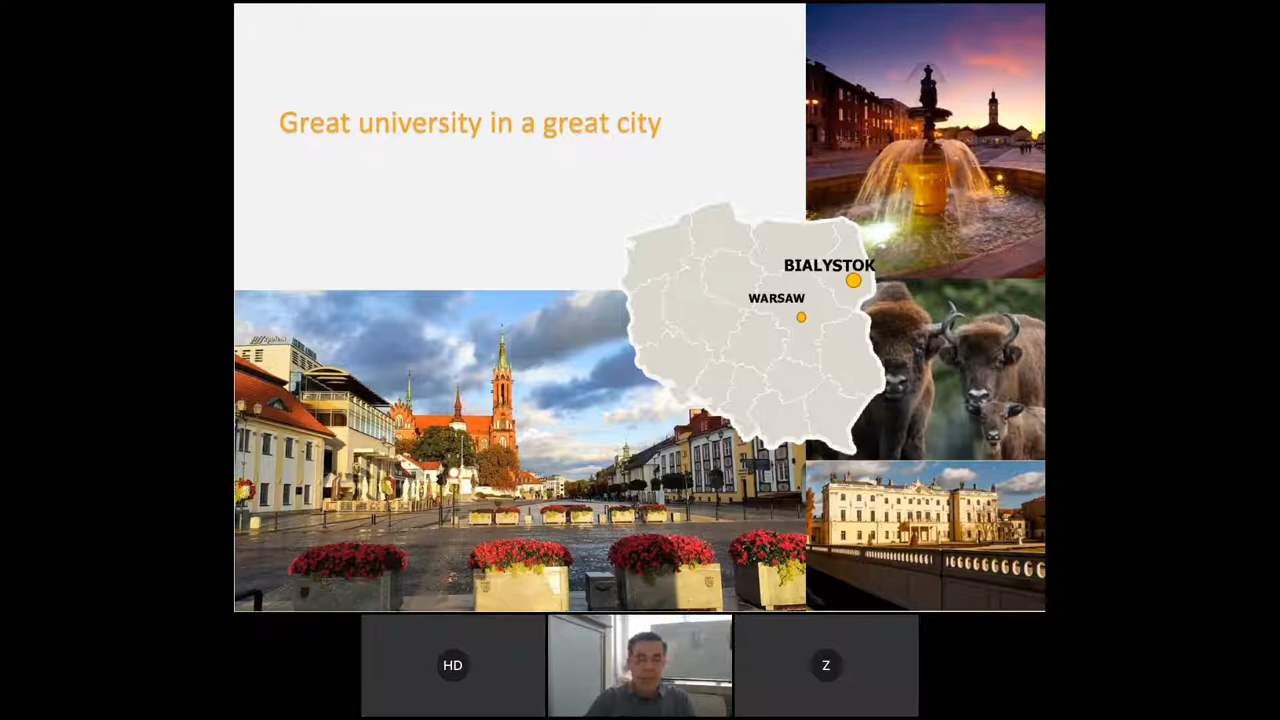 Great university in a great city
BIALYSTOK
WARSAW
HD
Z